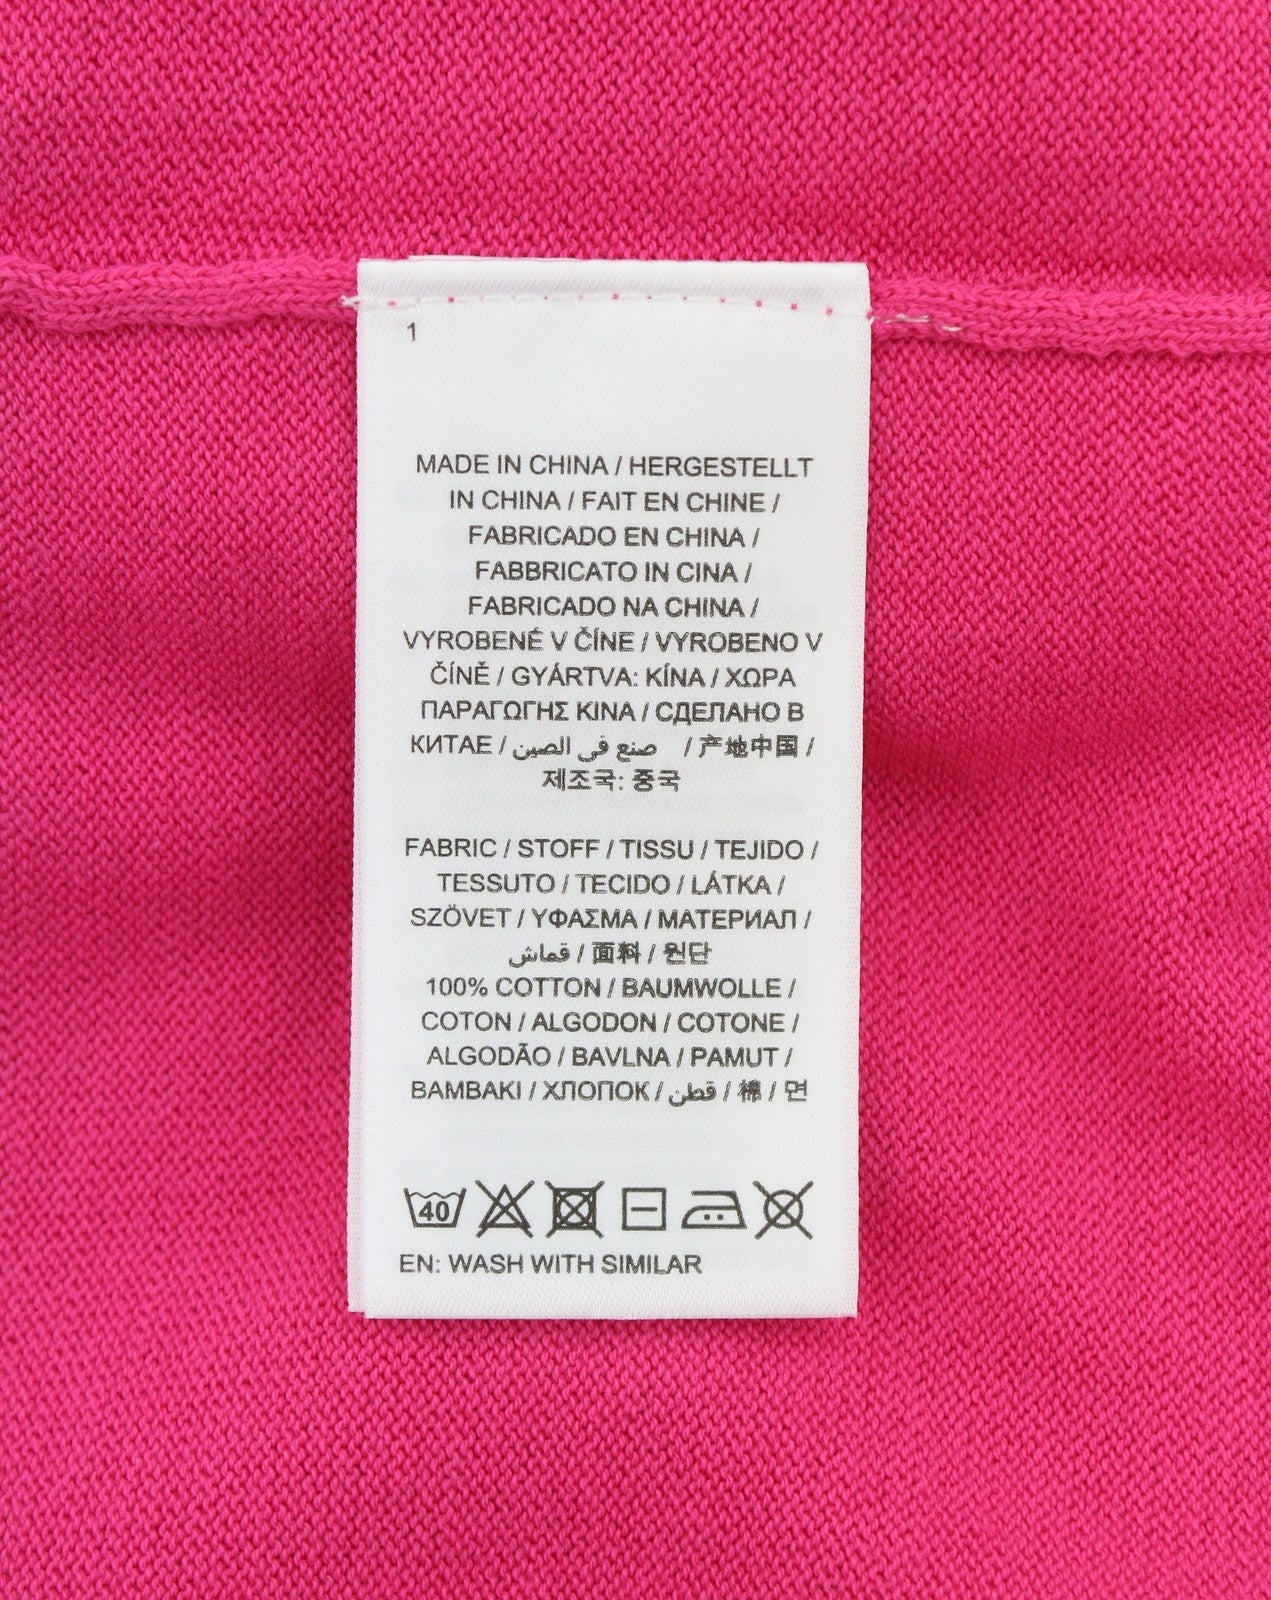 1
MADE IN CHINA / HERGESTELLT
IN CHINA / FAIT EN CHINE /
FABRICADO EN CHINA /
FABBRICATO IN CINA /
FABRICADO NA CHINA /
VYROBENÉ V ČÍNE / VYROBENO V
ČÍNĚ / GYÁRTVA: KÍNA / ΧΩΡΑ
ΠΑΡΑΓΩΓΗΣ ΚΙΝΑ / СДЕЛАНО В
КИТАЕ / صنع في الصين / 产地中国 /
제조국: 중국
FABRIC / STOFF / TISSU / TEJIDO /
TESSUTO / TECIDO / LÁTKA /
SZÖVET / ΥΦΑΣΜΑ / МАТЕРИАЛ /
قماش / 面料 / 원단
100% COTTON / BAUMWOLLE /
COTON / ALGODON / COTONE /
ALGODÃO / BAVLNA / PAMUT /
BAMBAKI / ХЛОПОК / قطن / 棉 / 면
40
EN: WASH WITH SIMILAR